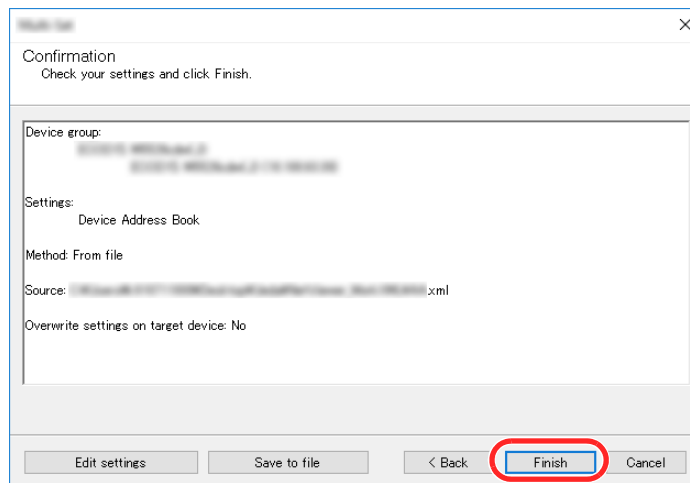 Confirmation
Check your settings and click Finish.
Device group:
Settings:
Device Address Book
Method: From file
Source: .xml
Overwrite settings on target device: No
Edit settings
Save to file
< Back
Finish
Cancel